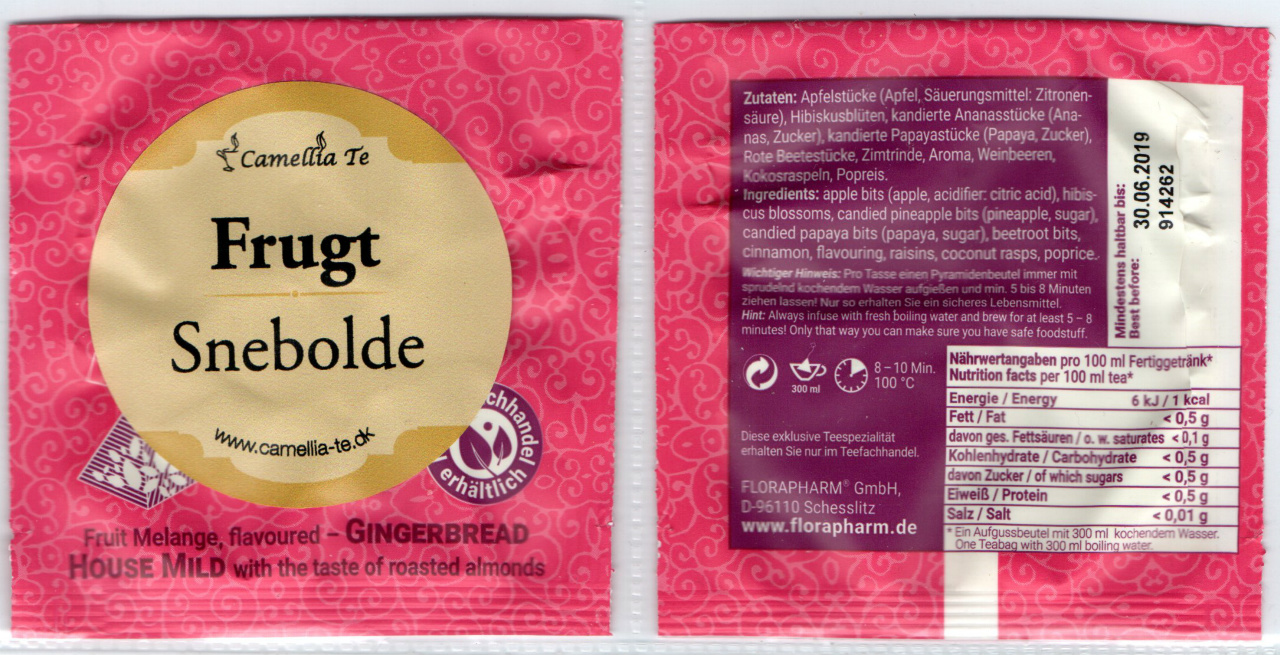 Camellia Te
Frugt
Snebolde
www.camellia-te.dk
chhandel
erhältlich
Fruit Melange, flavoured – GINGERBREAD
HOUSE MILD with the taste of roasted almonds
Zutaten: Apfelstücke (Apfel, Säuerungsmittel: Zitronen-
säure), Hibiskusblüten, kandierte Ananasstücke (Ana-
nas, Zucker), kandierte Papayastücke (Papaya, Zucker),
Rote Beetestücke, Zimtrinde, Aroma, Weinbeeren,
Kokosraspeln, Popreis.
Ingredients: apple bits (apple, acidifier: citric acid), hibis-
cus blossoms, candied pineapple bits (pineapple, sugar),
candied papaya bits (papaya, sugar), beetroot bits,
cinnamon, flavouring, raisins, coconut rasps, poprice.
Wichtiger Hinweis: Pro Tasse einen Pyramidenbeutel immer mit
sprudelnd kochendem Wasser aufgießen und min. 5 bis 8 Minuten
ziehen lassen! Nur so erhalten Sie ein sicheres Lebensmittel.
Hint: Always infuse with fresh boiling water and brew for at least 5 – 8
minutes! Only that way you can make sure you have safe foodstuff.
Mindestens haltbar bis:
Best before:
30.06.2019
914262
300 ml
8 – 10 Min.
100 °C
Diese exklusive Teespezialität
erhalten Sie nur im Teefachhandel.
FLORAPHARM® GmbH,
D-96110 Schesslitz
www.florapharm.de
Nährwertangaben pro 100 ml Fertiggetränk*
Nutrition facts per 100 ml tea*
Energie / Energy 6 kJ / 1 kcal
Fett / Fat < 0,5 g
davon ges. Fettsäuren / o. w. saturates < 0,1 g
Kohlenhydrate / Carbohydrate < 0,5 g
davon Zucker / of which sugars < 0,5 g
Eiweiß / Protein < 0,5 g
Salz / Salt < 0,01 g
* Ein Aufgussbeutel mit 300 ml kochendem Wasser.
One Teabag with 300 ml boiling water.